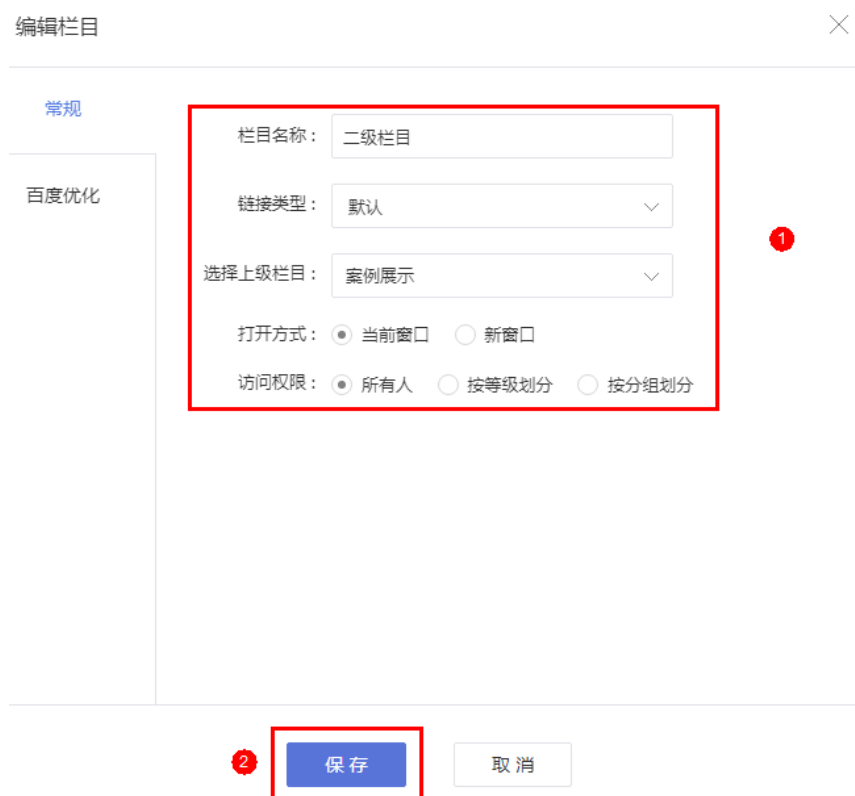 编辑栏目
常规
百度优化
栏目名称： 二级栏目
链接类型： 默认
选择上级栏目： 案例展示
打开方式： 当前窗口 新窗口
访问权限： 所有人 按等级划分 按分组划分
1
2 保存 取消